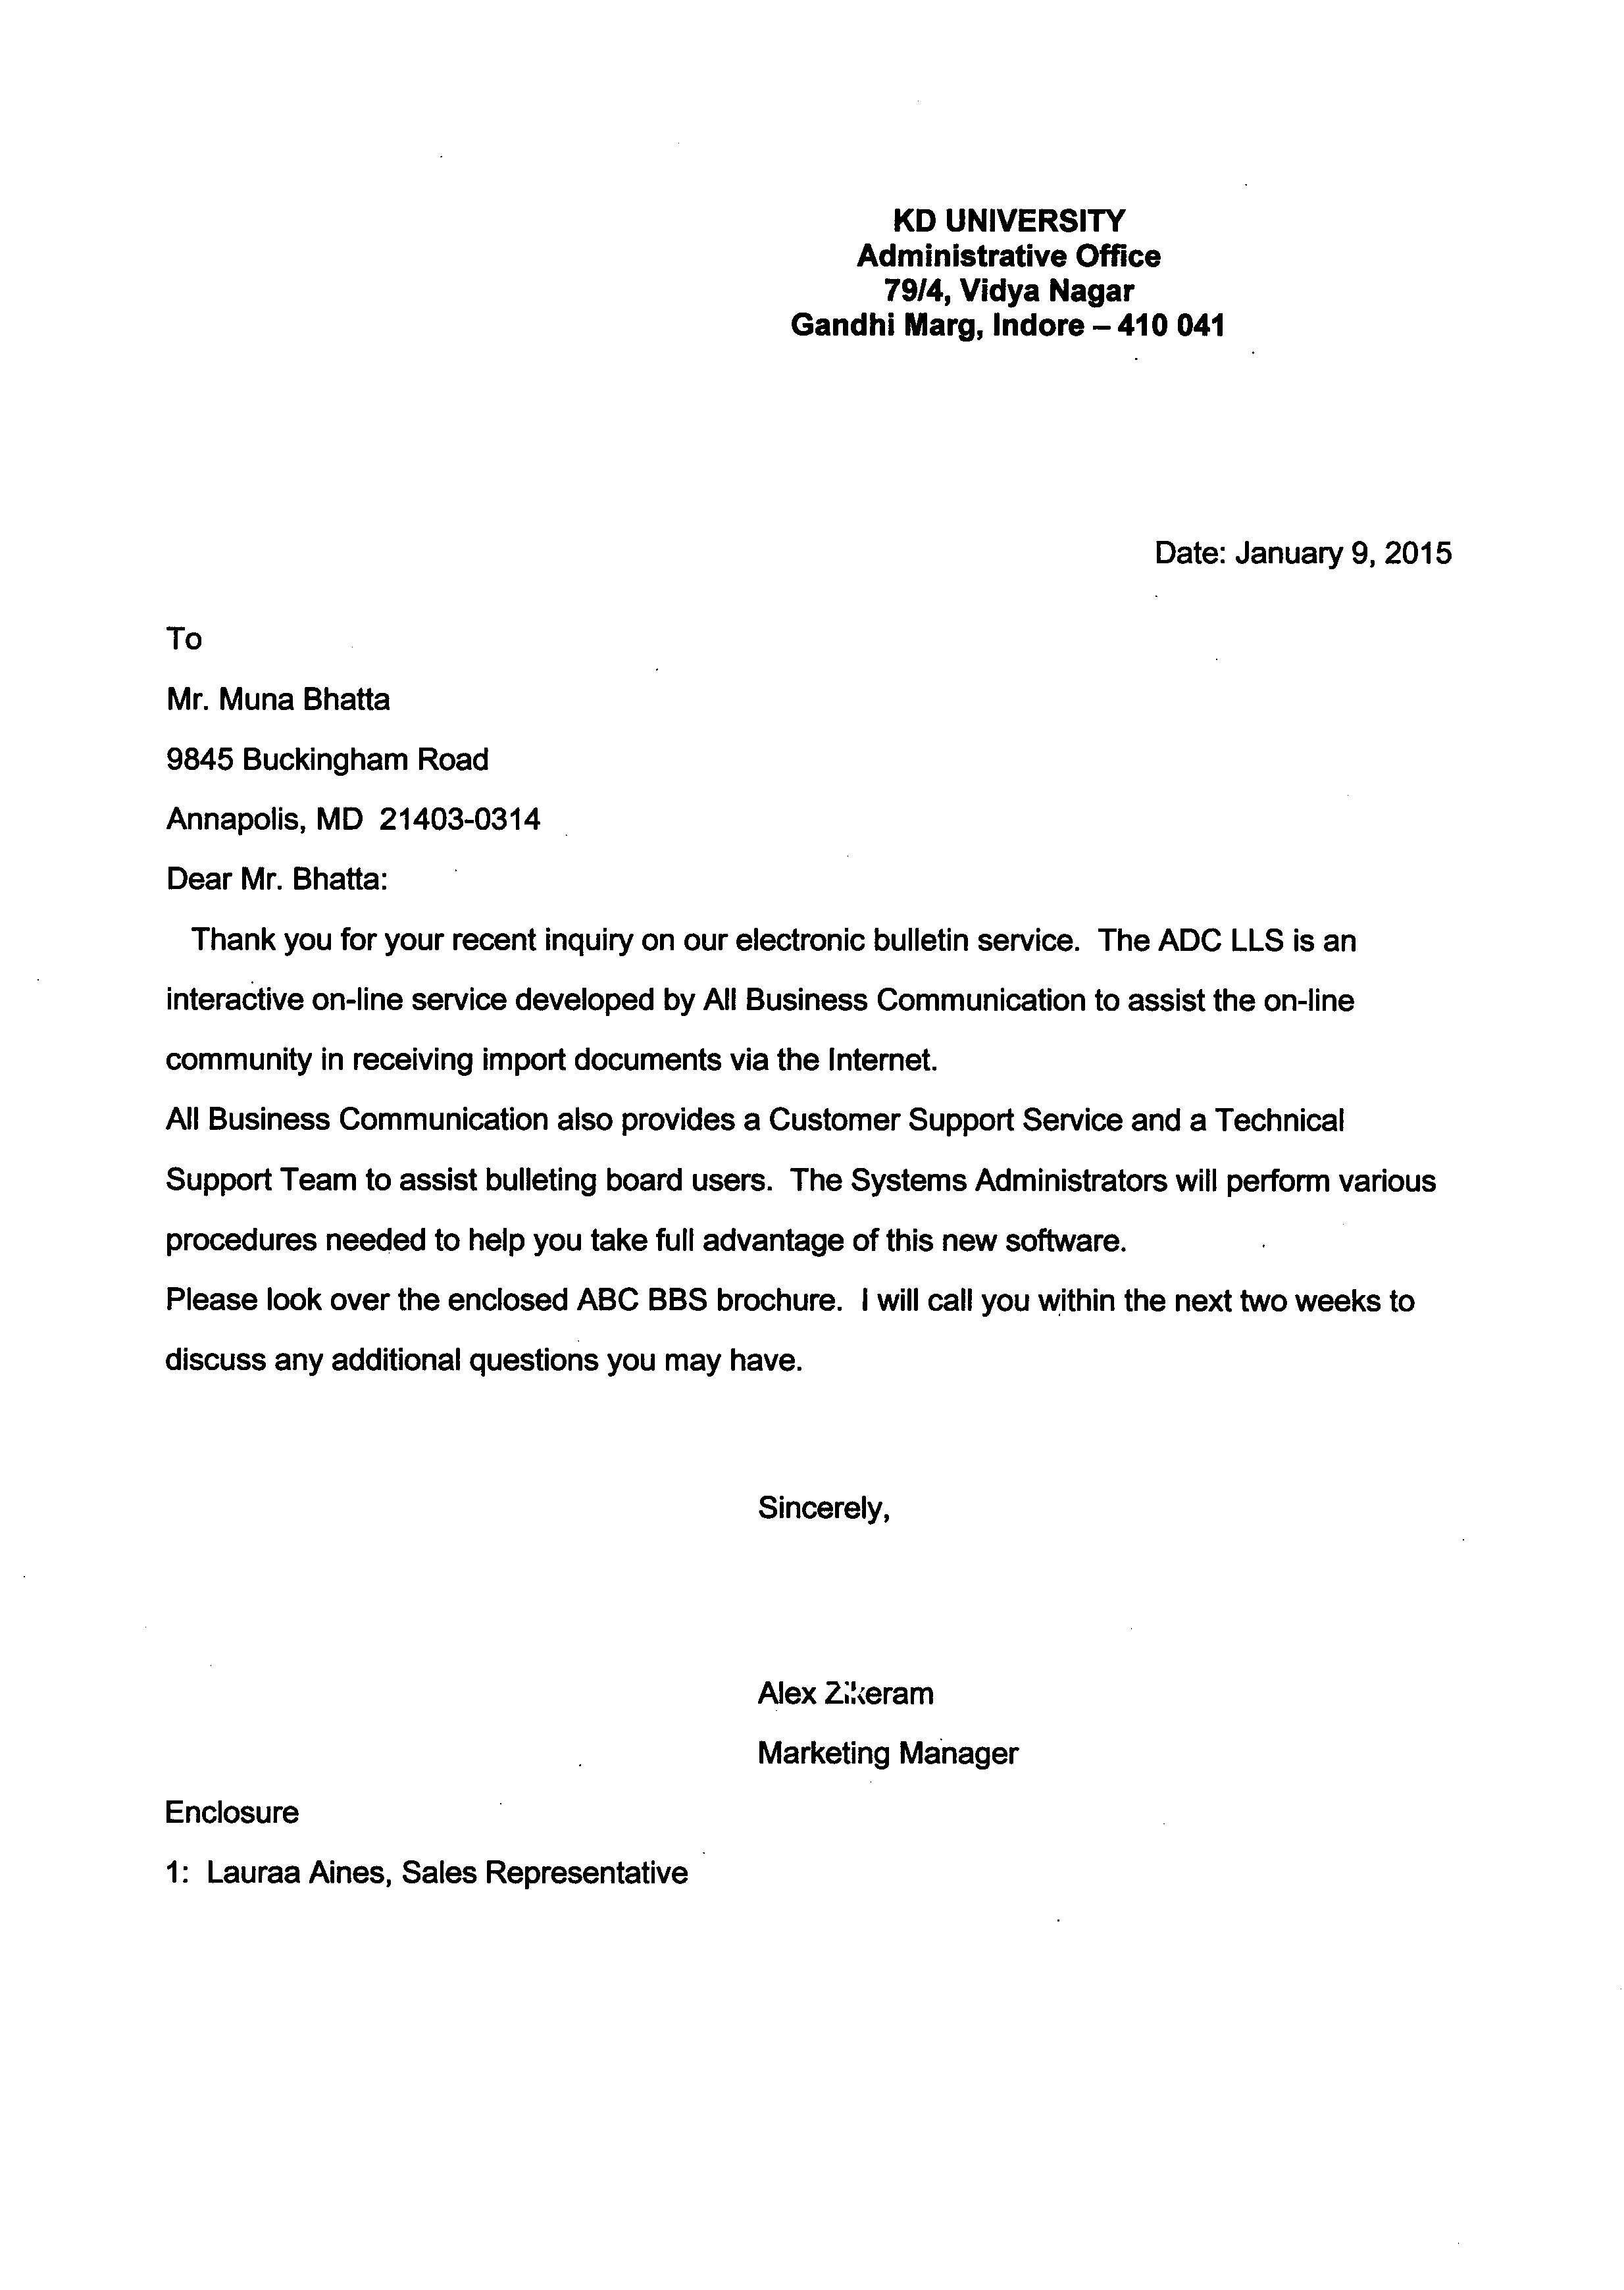 KD UNIVERSITY
Administrative Office
79/4, Vidya Nagar
Gandhi Marg, Indore – 410 041
Date: January 9, 2015
To
Mr. Muna Bhatta
9845 Buckingham Road
Annapolis, MD  21403-0314
Dear Mr. Bhatta:
Thank you for your recent inquiry on our electronic bulletin service.  The ADC LLS is an
interactive on-line service developed by All Business Communication to assist the on-line
community in receiving import documents via the Internet.
All Business Communication also provides a Customer Support Service and a Technical
Support Team to assist bulleting board users.  The Systems Administrators will perform various
procedures needed to help you take full advantage of this new software.
Please look over the enclosed ABC BBS brochure.  I will call you within the next two weeks to
discuss any additional questions you may have.
Sincerely,
Alex Zikeram
Marketing Manager
Enclosure
1:  Lauraa Aines, Sales Representative